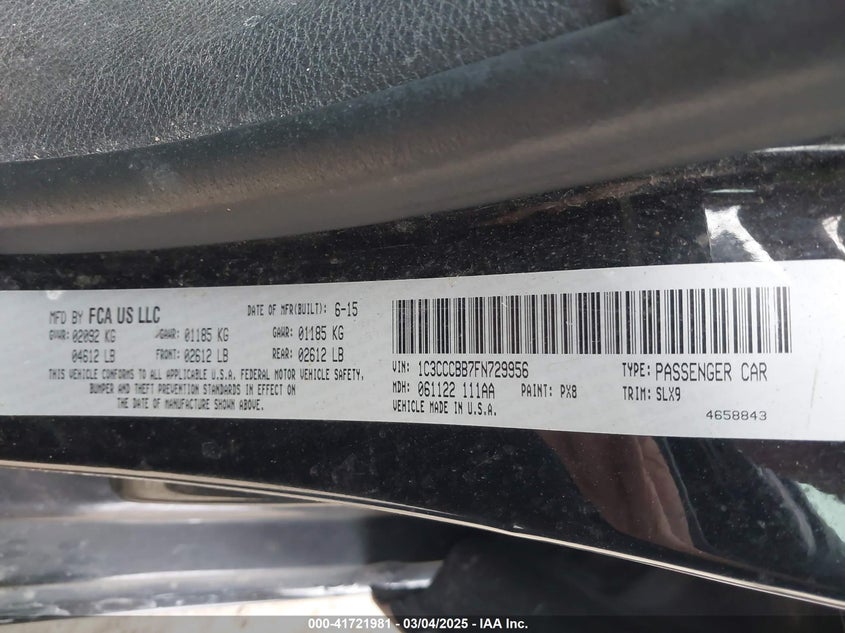 MFD BY FCA US LLC DATE OF MFR(BUILT): 6-15
GVWR: 02092 KG GAWR: 01185 KG GAWR: 01185 KG
04612 LB FRONT: 02612 LB REAR: 02612 LB
THIS VEHICLE CONFORMS TO ALL APPLICABLE U.S.A. FEDERAL MOTOR VEHICLE SAFETY,
BUMPER AND THEFT PREVENTION STANDARDS IN EFFECT ON
THE DATE OF MANUFACTURE SHOWN ABOVE.
VIN: 1C3CCCBB7FN729956 TYPE: PASSENGER CAR
MDH: 061122 111AA PAINT: PX8 TRIM: SLX9
VEHICLE MADE IN U.S.A. 4658843
000-41721981 - 03/04/2025 - IAA Inc.